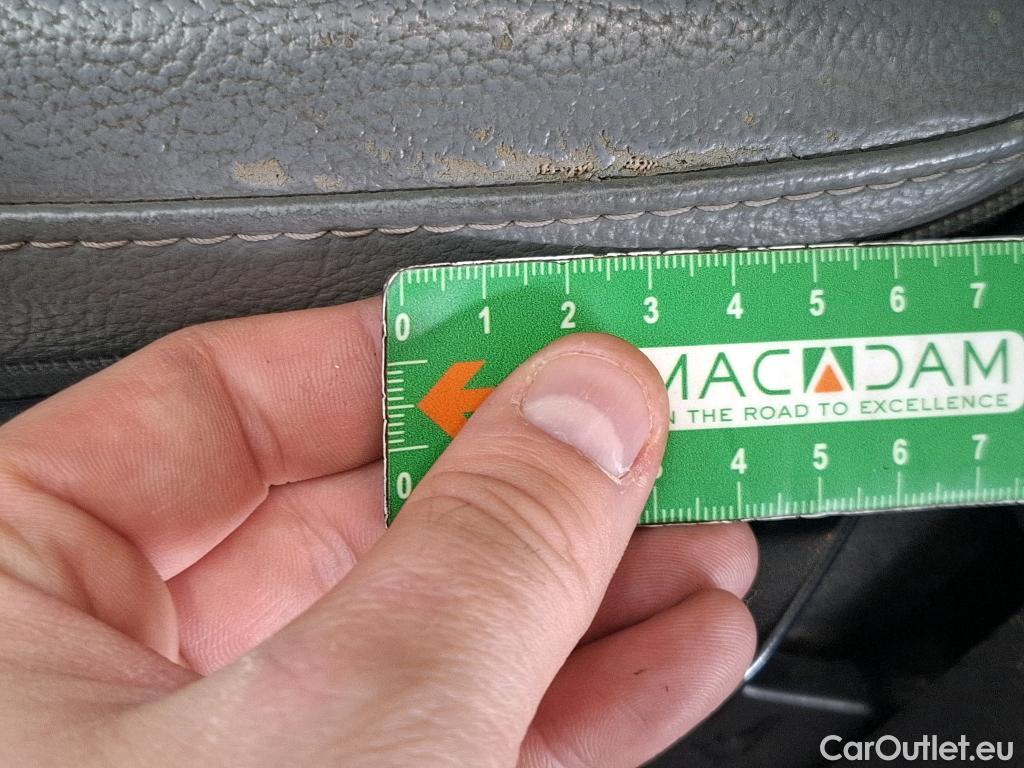 0 1 2 3 4 5 6 7
MACADAM
N THE ROAD TO EXCELLENCE
0 4 5 6 7
CarOutlet.eu